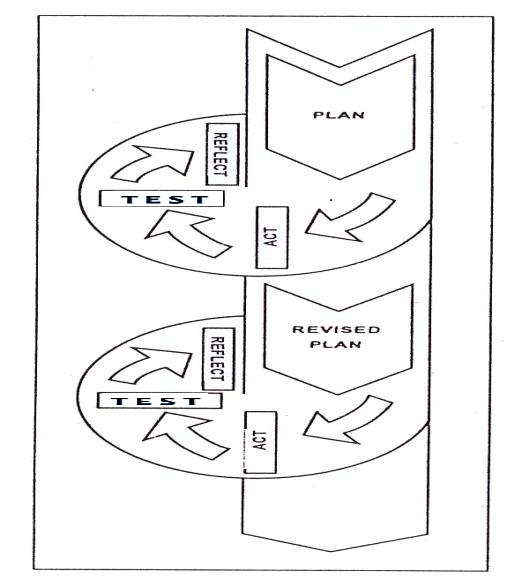 PLAN
REFLECT
TEST
ACT
REVISED
PLAN
REFLECT
TEST
ACT